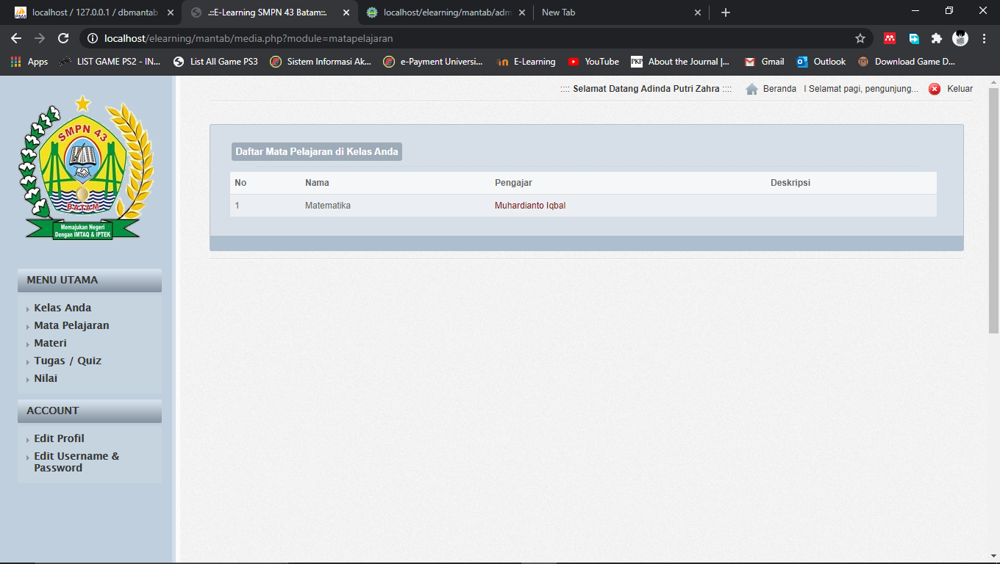 localhost / 127.0.0.1 / dbmantab
.::E-Learning SMPN 43 Batam::.
localhost/elearning/mantab/adm
New Tab
localhost/elearning/mantab/media.php?module=matapelajaran
Apps
LIST GAME PS2 - IN...
List All Game PS3
Sistem Informasi Ak...
e-Payment Universi...
E-Learning
YouTube
PKP
About the Journal |...
Gmail
Outlook
Download Game D...
:::: Selamat Datang Adinda Putri Zahra ::::
Beranda
I Selamat pagi, pengunjung...
Keluar
SMPN 43
BATAM
Memajukan Negeri
Dengan IMTAQ & IPTEK
MENU UTAMA
Kelas Anda
Mata Pelajaran
Materi
Tugas / Quiz
Nilai
ACCOUNT
Edit Profil
Edit Username &
Password
Daftar Mata Pelajaran di Kelas Anda
No Nama Pengajar Deskripsi
1 Matematika Muhardianto Iqbal